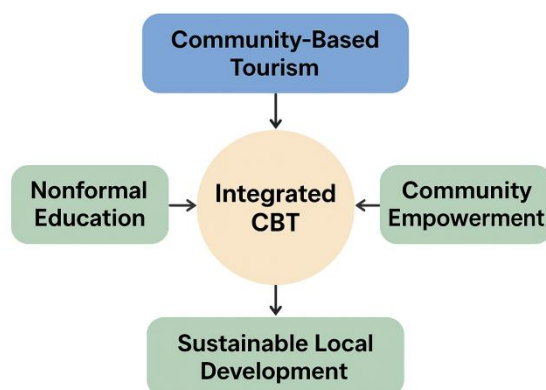 Community-Based
Tourism
Nonformal
Education
Integrated
CBT
Community
Empowerment
Sustainable Local
Development